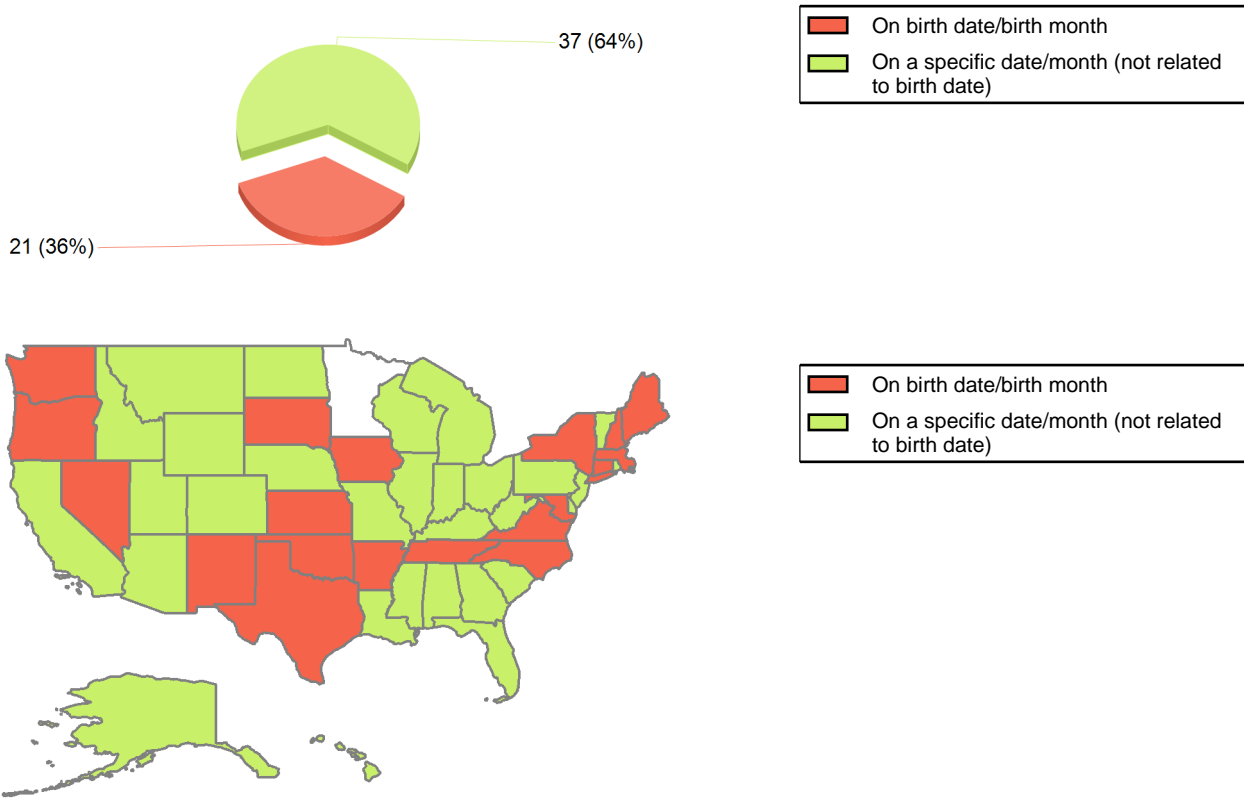 37 (64%)
21 (36%)
On birth date/birth month
On a specific date/month (not related
to birth date)
On birth date/birth month
On a specific date/month (not related
to birth date)